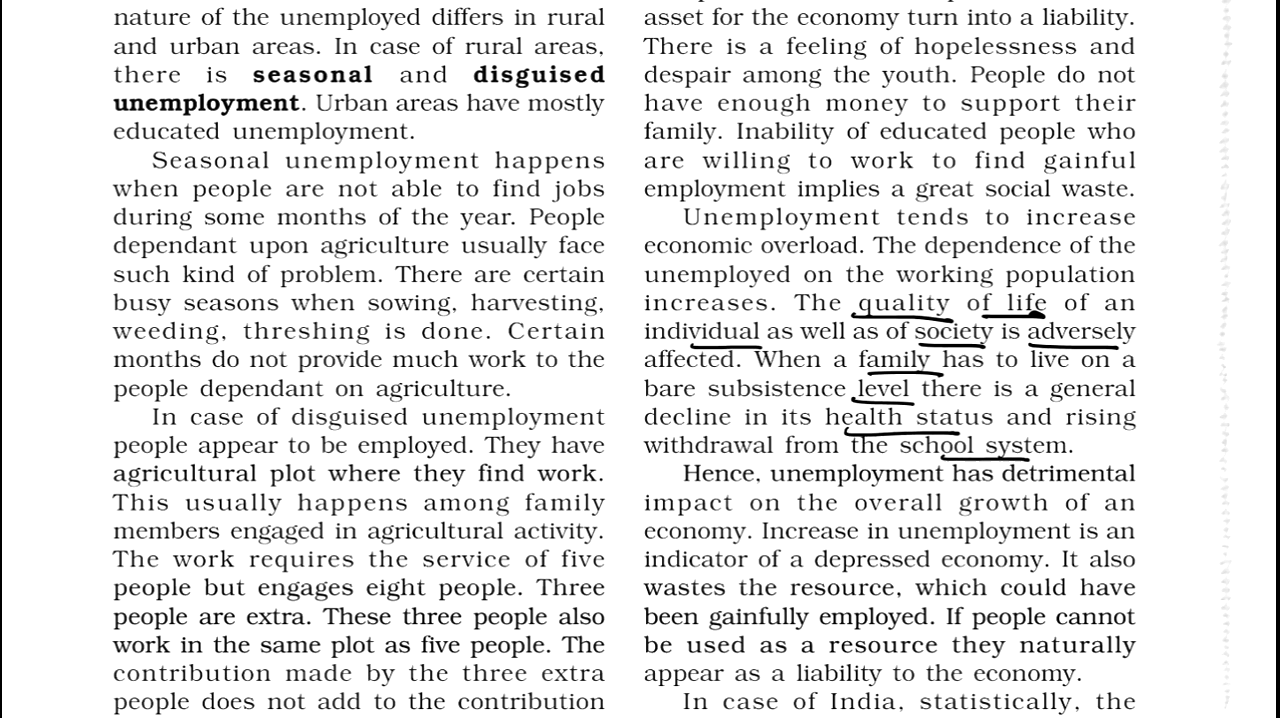 nature of the unemployed differs in rural
and urban areas. In case of rural areas,
there is seasonal and disguised
unemployment. Urban areas have mostly
educated unemployment.
Seasonal unemployment happens
when people are not able to find jobs
during some months of the year. People
dependant upon agriculture usually face
such kind of problem. There are certain
busy seasons when sowing, harvesting,
weeding, threshing is done. Certain
months do not provide much work to the
people dependant on agriculture.
In case of disguised unemployment
people appear to be employed. They have
agricultural plot where they find work.
This usually happens among family
members engaged in agricultural activity.
The work requires the service of five
people but engages eight people. Three
people are extra. These three people also
work in the same plot as five people. The
contribution made by the three extra
people does not add to the contribution
asset for the economy turn into a liability.
There is a feeling of hopelessness and
despair among the youth. People do not
have enough money to support their
family. Inability of educated people who
are willing to work to find gainful
employment implies a great social waste.
Unemployment tends to increase
economic overload. The dependence of the
unemployed on the working population
increases. The quality of life of an
individual as well as of society is adversely
affected. When a family has to live on a
bare subsistence level there is a general
decline in its health status and rising
withdrawal from the school system.
Hence, unemployment has detrimental
impact on the overall growth of an
economy. Increase in unemployment is an
indicator of a depressed economy. It also
wastes the resource, which could have
been gainfully employed. If people cannot
be used as a resource they naturally
appear as a liability to the economy.
In case of India, statistically, the